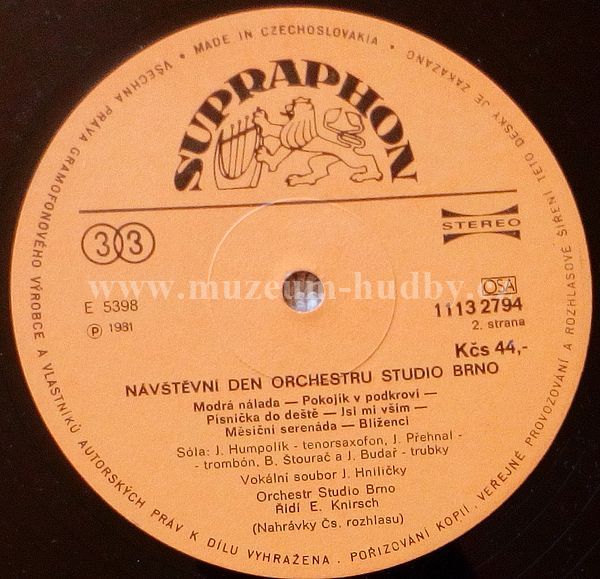 VŠECHNA PRÁVA GRAMOFONOVÉHO VÝROBCE A VLASTNÍKŮ AUTORSKÝCH PRÁV K DÍLU VYHRAŽENA • POŘIZOVÁNÍ KOPIÍ, VEŘEJNÉ PROVOZOVÁNÍ A ROZHLASOVÉ ŠÍŘENÍ TÉTO DESKY JE ZAKÁZÁNO • MADE IN CZECHOSLOVAKIA •
SUPRAPHON
33
STEREO
www.muzeum-hudby.
E 5398
OSA
1113 2794
Ⓟ 1981
2. strana
Kčs 44,-
NÁVŠTĚVNÍ DEN ORCHESTRU STUDIO BRNO
Modrá nálada — Pokojík v podkroví —
Písnička do deště — Jsi mi vším —
Měsíční serenáda — Blíženci
Sóla: J. Humpolík - tenorsaxofon, J. Přehnal -
- trombón, B. Štourač a J. Budař - trubky
Vokální soubor J. Hniličky
Orchestr Studio Brno
Řídí E. Knirsch
(Nahrávky Čs. rozhlasu)